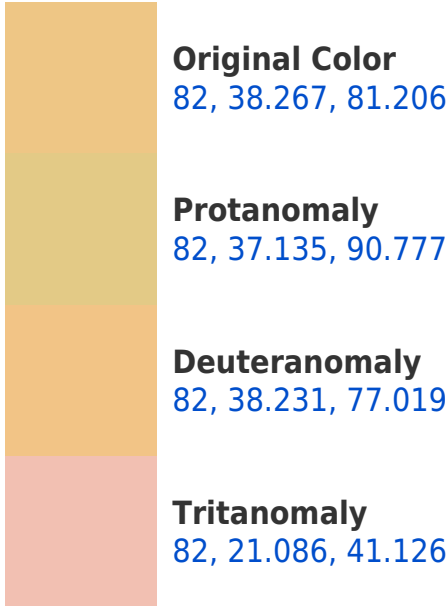 Original Color
82, 38.267, 81.206
Protanomaly
82, 37.135, 90.777
Deuteranomaly
82, 38.231, 77.019
Tritanomaly
82, 21.086, 41.126